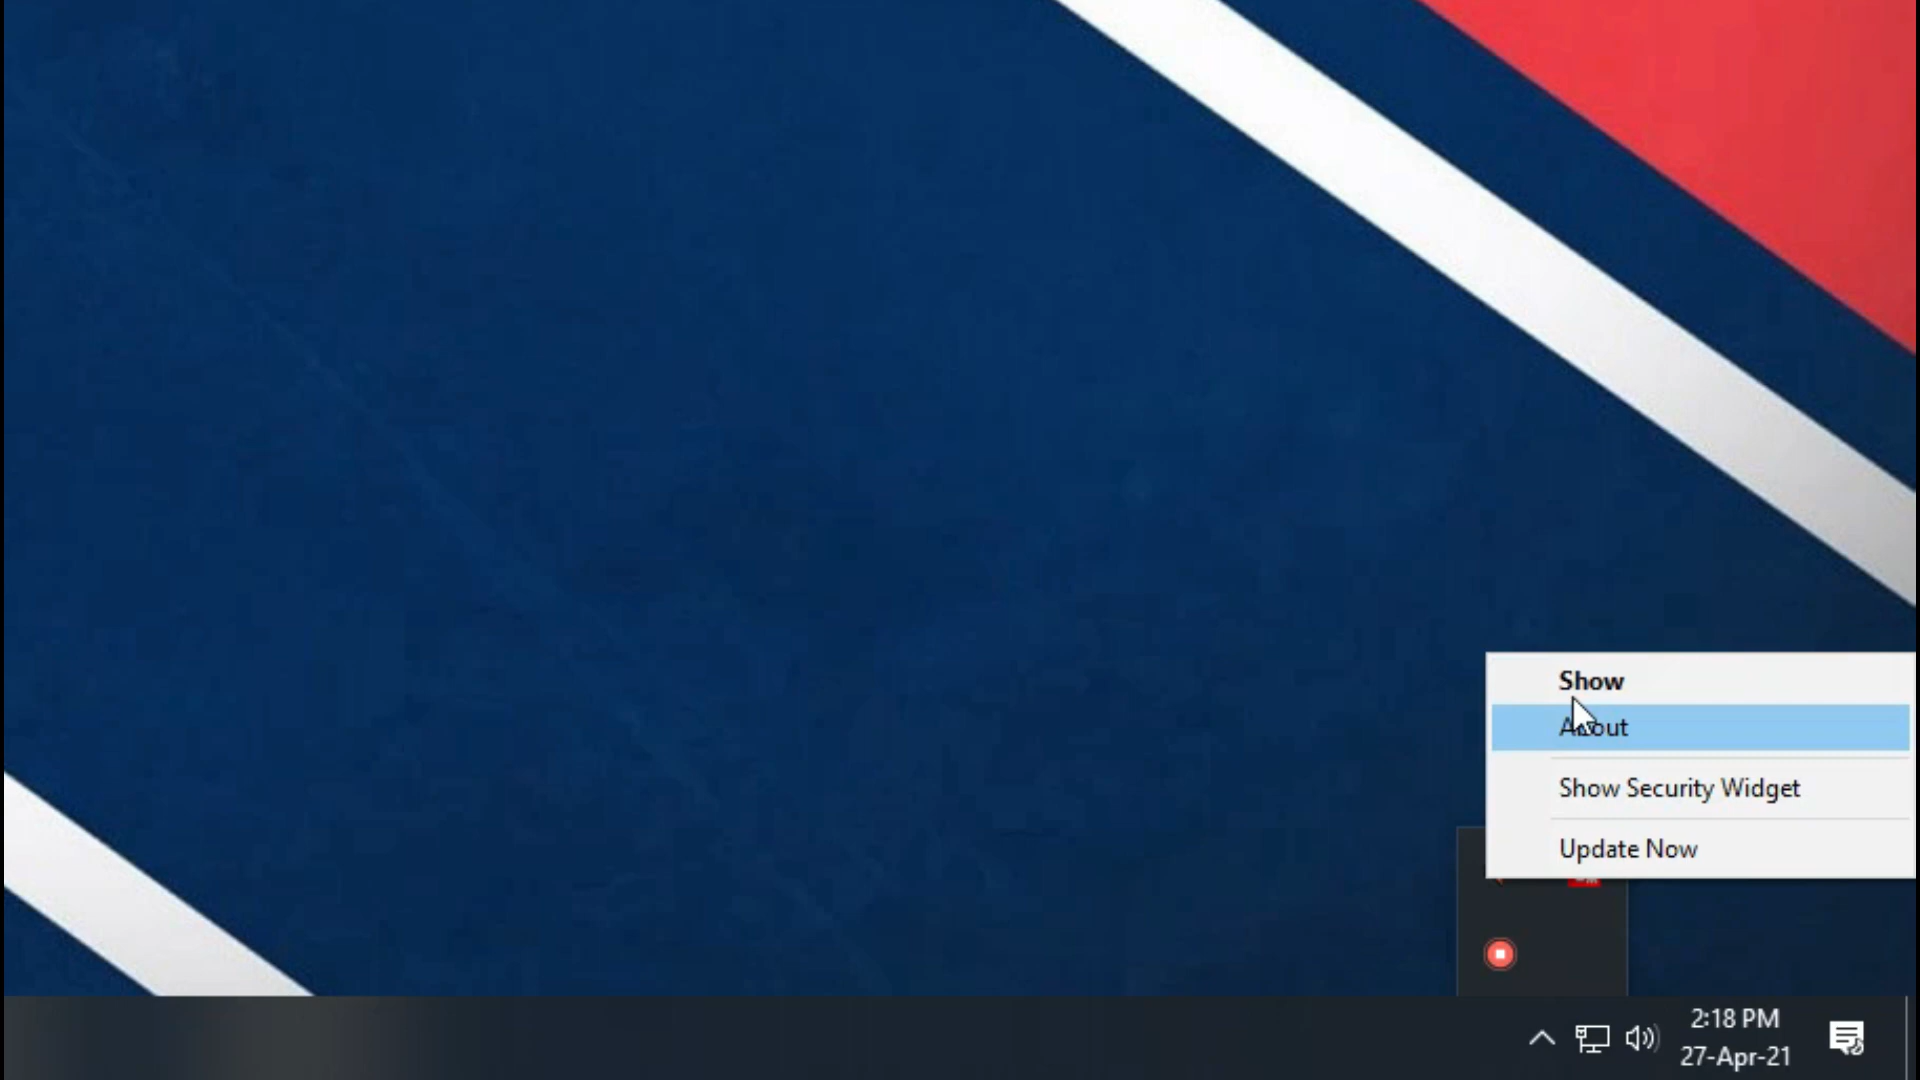 Show
About
Show Security Widget
Update Now
2:18 PM
27-Apr-21